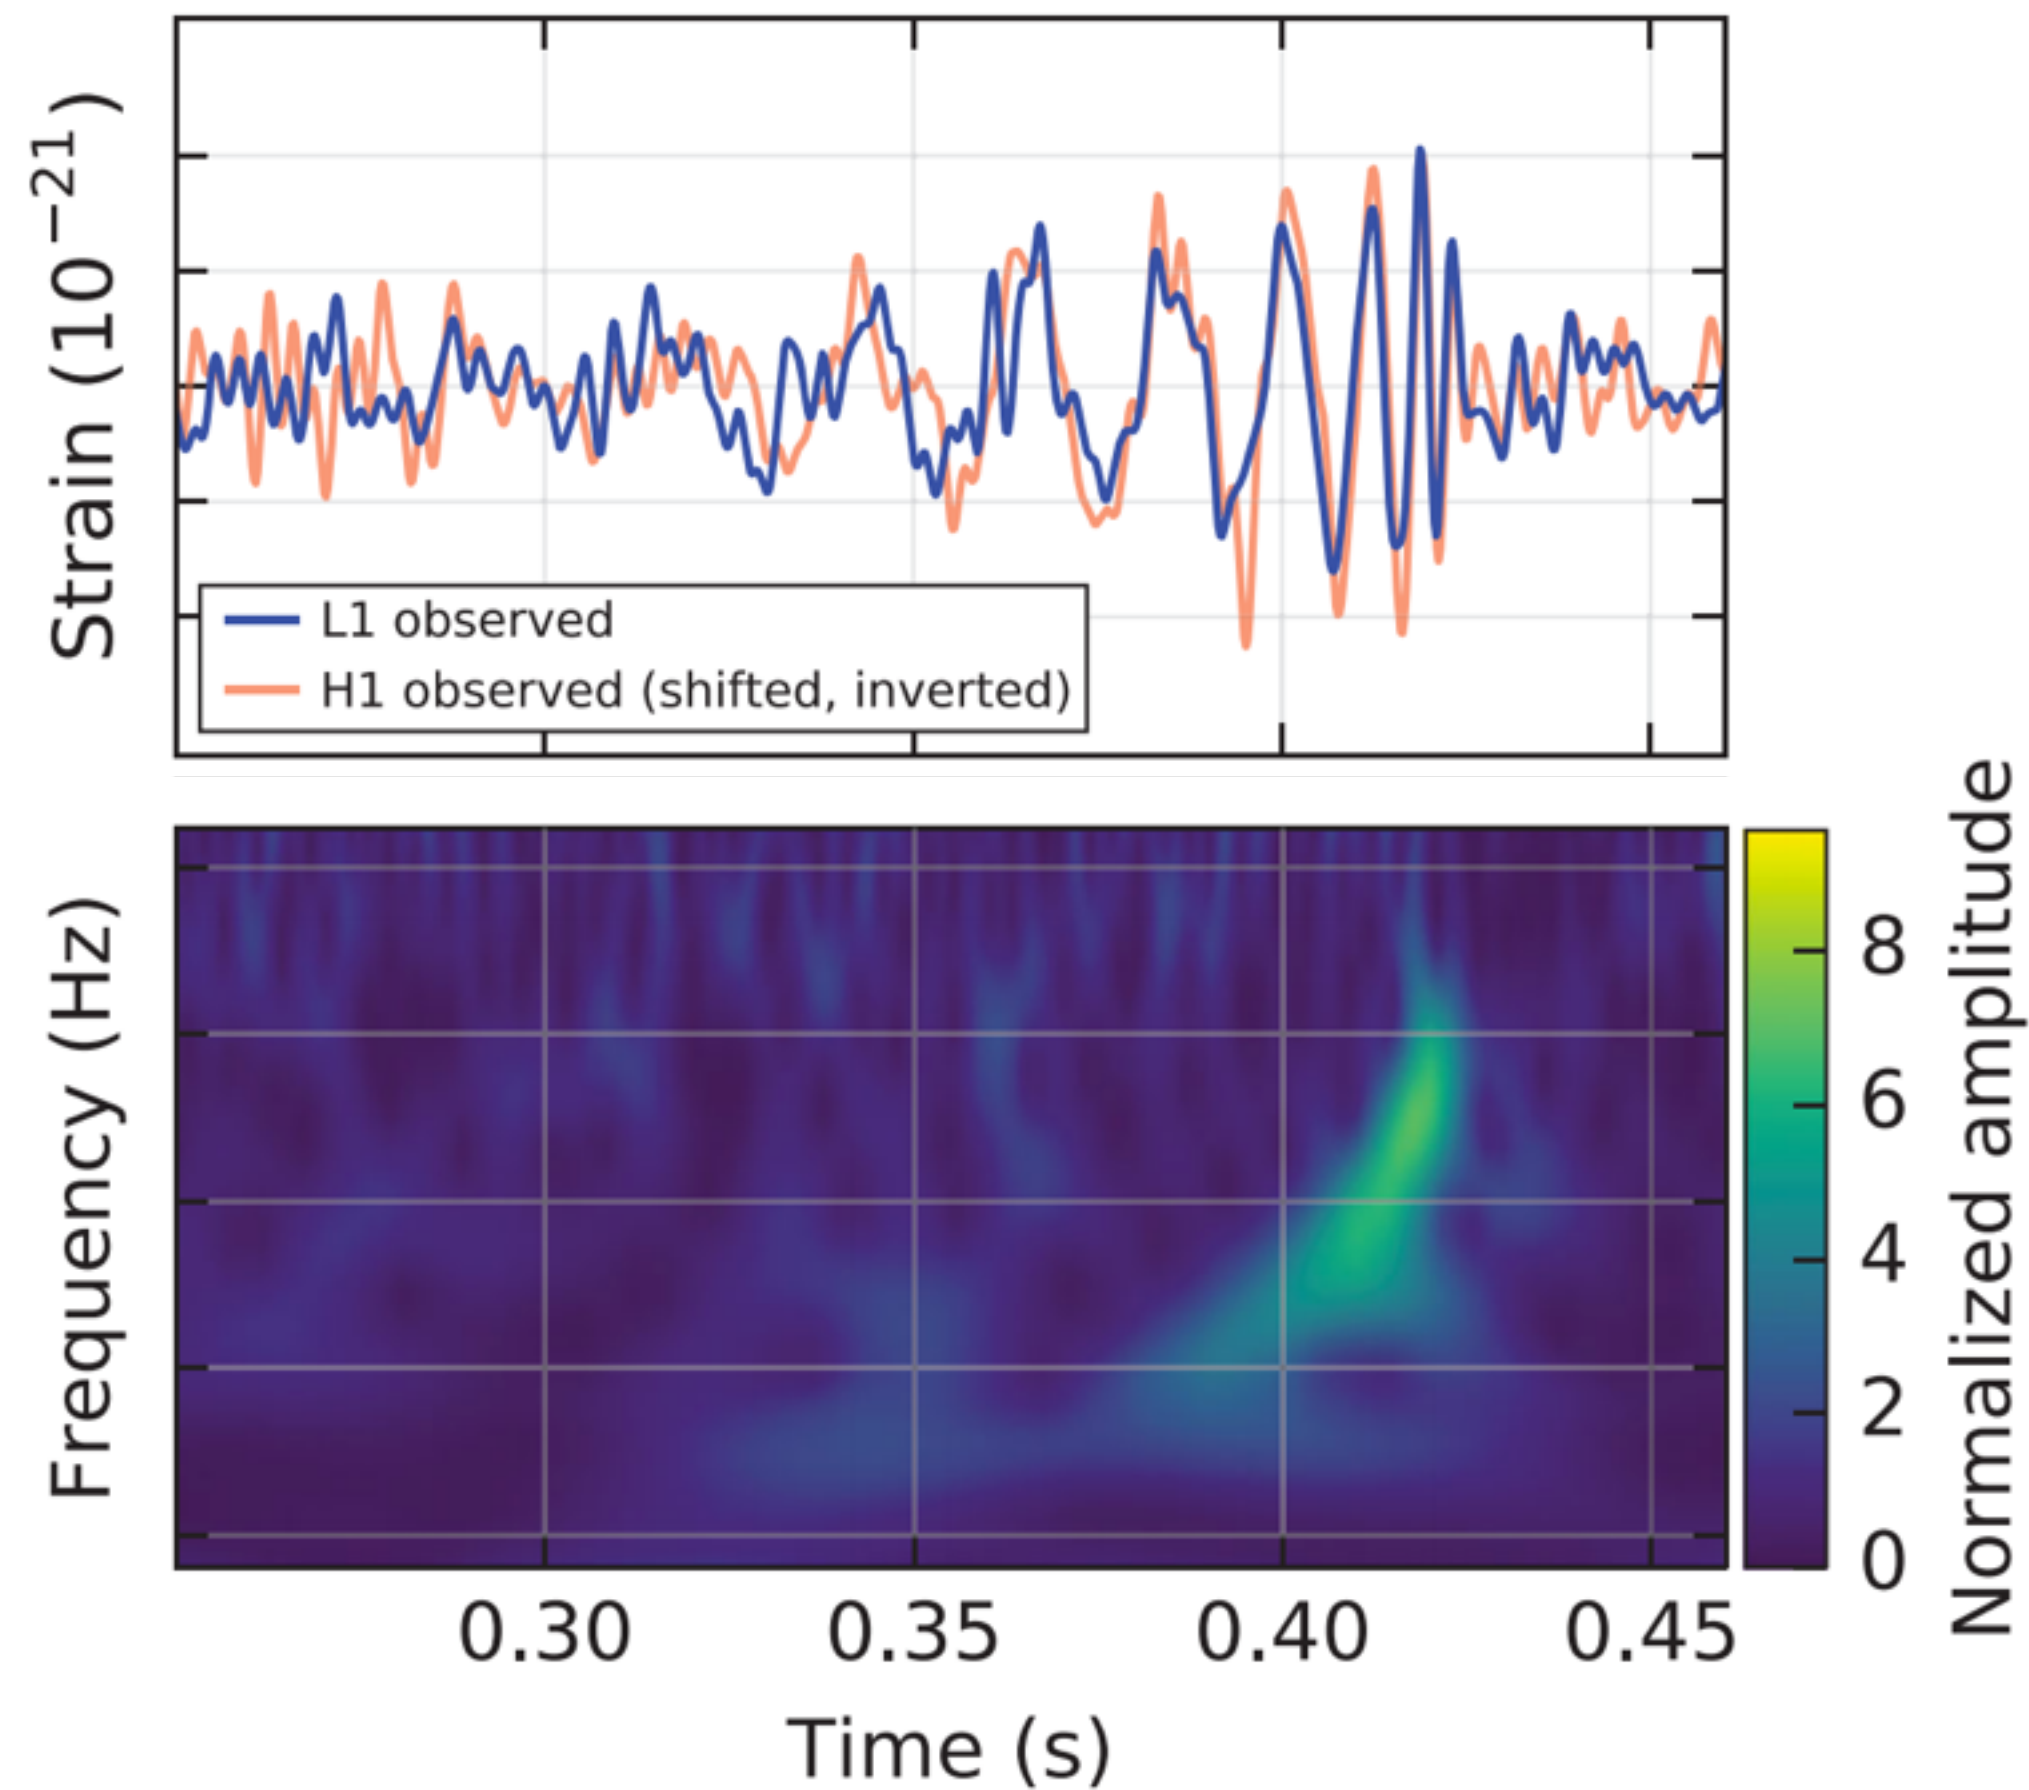 Strain (10⁻²¹)
L1 observed
H1 observed (shifted, inverted)
Frequency (Hz)
8
6
4
2
0
Normalized amplitude
0.30 0.35 0.40 0.45
Time (s)